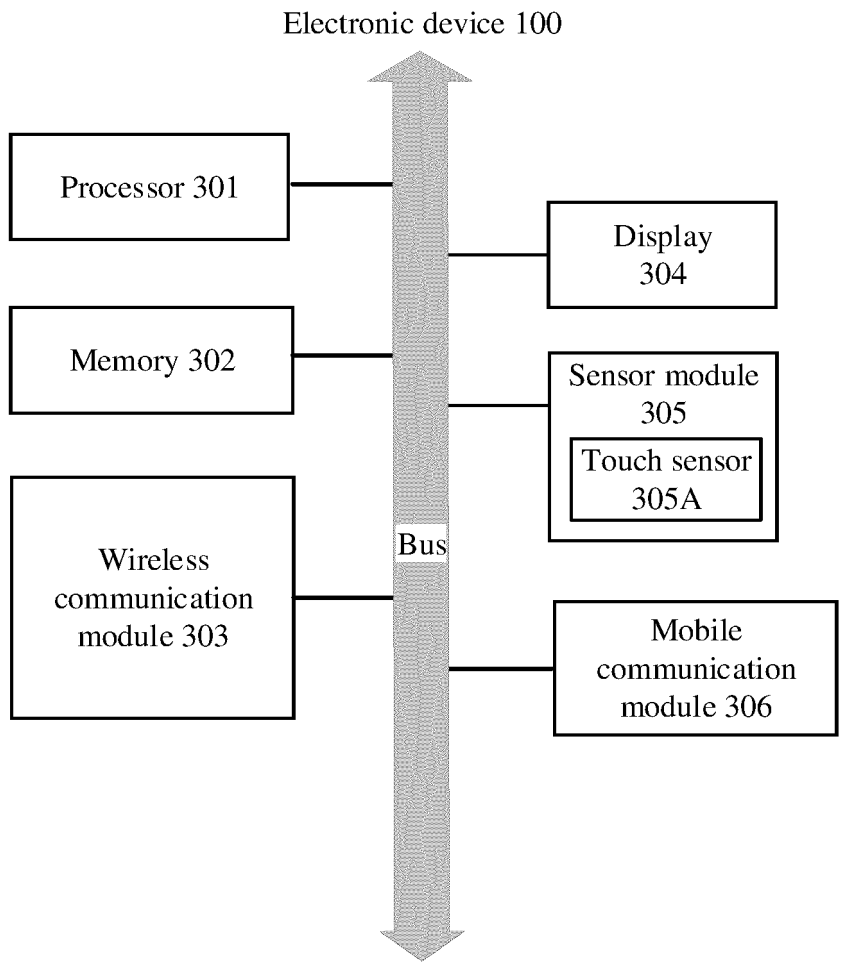 Electronic device 100
Processor 301
Display
304
Memory 302
Sensor module
305
Touch sensor
305A
Wireless
communication
module 303
Bus
Mobile
communication
module 306